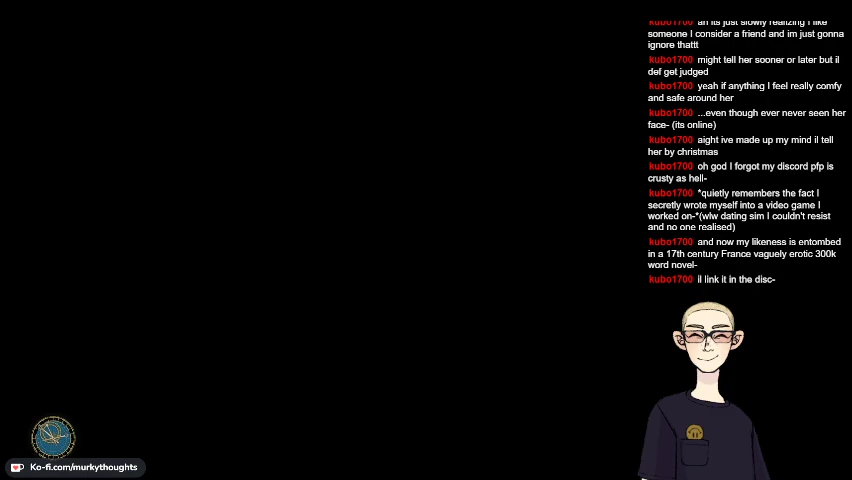 kubo1700 ah its just slowly realizing I like
someone I consider a friend and im just gonna
ignore thattt
kubo1700 might tell her sooner or later but il
def get judged
kubo1700 yeah if anything I feel really comfy
and safe around her
kubo1700 ...even though ever never seen her
face- (its online)
kubo1700 aight ive made up my mind il tell
her by christmas
kubo1700 oh god I forgot my discord pfp is
crusty as hell-
kubo1700 *quietly remembers the fact I
secretly wrote myself into a video game I
worked on-*(wlw dating sim I couldn't resist
and no one realised)
kubo1700 and now my likeness is entombed
in a 17th century France vaguely erotic 300k
word novel-
kubo1700 il link it in the disc-
Ko-fi.com/murkythoughts